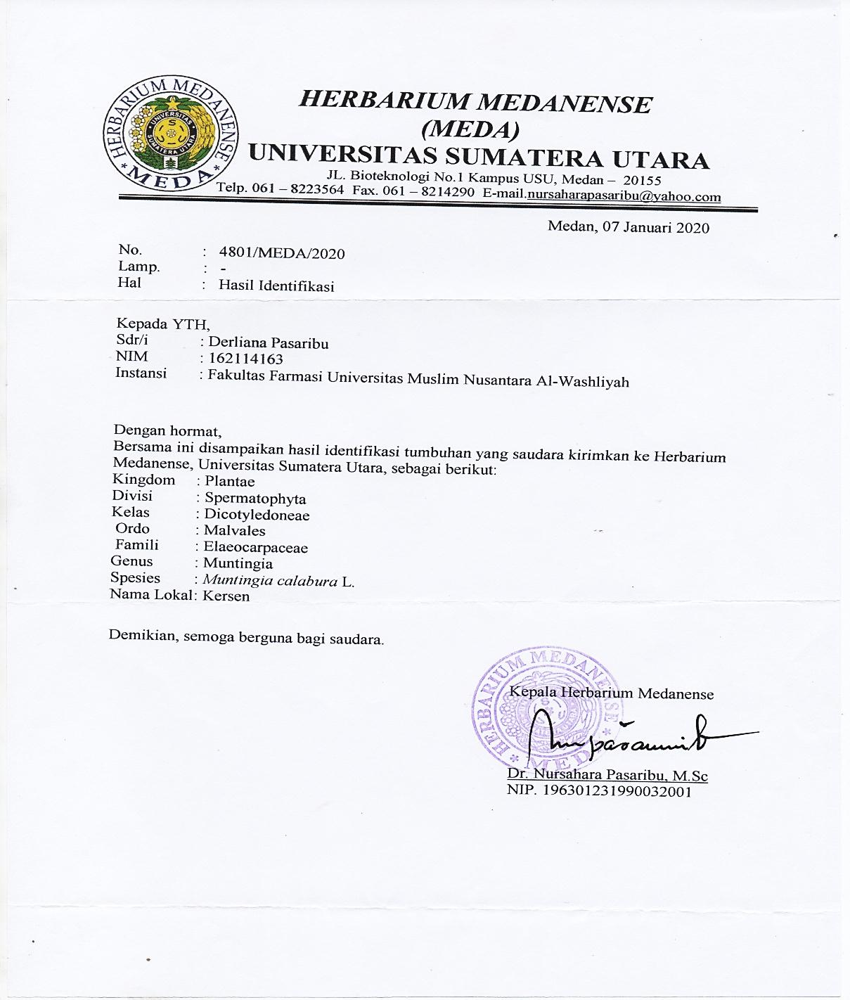 HERBARIUM MEDANENSE
* MEDA *
UNIVERSITAS
SUMATERA UTARA
HERBARIUM MEDANENSE
(MEDA)
UNIVERSITAS SUMATERA UTARA
JL. Bioteknologi No.1 Kampus USU, Medan – 20155
Telp. 061 – 8223564 Fax. 061 – 8214290 E-mail.nursaharapasaribu@yahoo.com
Medan, 07 Januari 2020
No. : 4801/MEDA/2020
Lamp. : -
Hal : Hasil Identifikasi
Kepada YTH,
Sdr/i : Derliana Pasaribu
NIM : 162114163
Instansi : Fakultas Farmasi Universitas Muslim Nusantara Al-Washliyah
Dengan hormat,
Bersama ini disampaikan hasil identifikasi tumbuhan yang saudara kirimkan ke Herbarium
Medanense, Universitas Sumatera Utara, sebagai berikut:
Kingdom : Plantae
Divisi : Spermatophyta
Kelas : Dicotyledoneae
Ordo : Malvales
Famili : Elaeocarpaceae
Genus : Muntingia
Spesies : Muntingia calabura L.
Nama Lokal: Kersen
Demikian, semoga berguna bagi saudara.
HERBARIUM MEDANENSE
* MEDA *
Kepala Herbarium Medanense
Dr. Nursahara Pasaribu, M.Sc
NIP. 196301231990032001